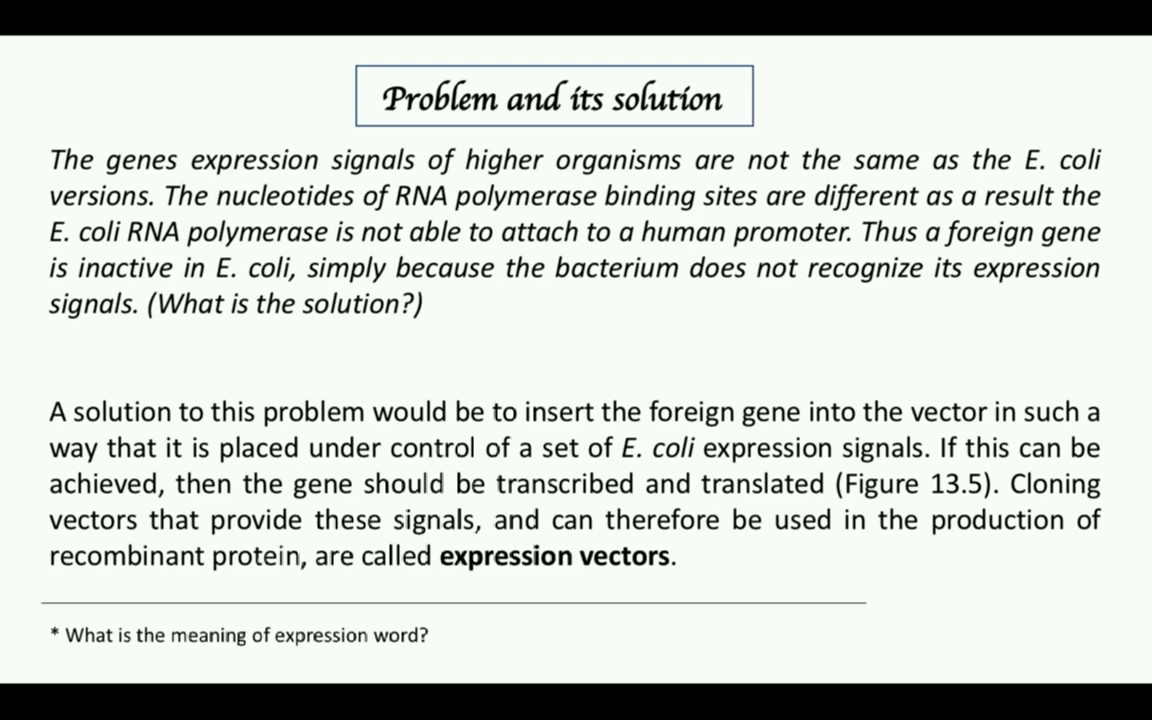 Problem and its solution
The genes expression signals of higher organisms are not the same as the E. coli
versions. The nucleotides of RNA polymerase binding sites are different as a result the
E. coli RNA polymerase is not able to attach to a human promoter. Thus a foreign gene
is inactive in E. coli, simply because the bacterium does not recognize its expression
signals. (What is the solution?)
A solution to this problem would be to insert the foreign gene into the vector in such a
way that it is placed under control of a set of E. coli expression signals. If this can be
achieved, then the gene should be transcribed and translated (Figure 13.5). Cloning
vectors that provide these signals, and can therefore be used in the production of
recombinant protein, are called expression vectors.
* What is the meaning of expression word?